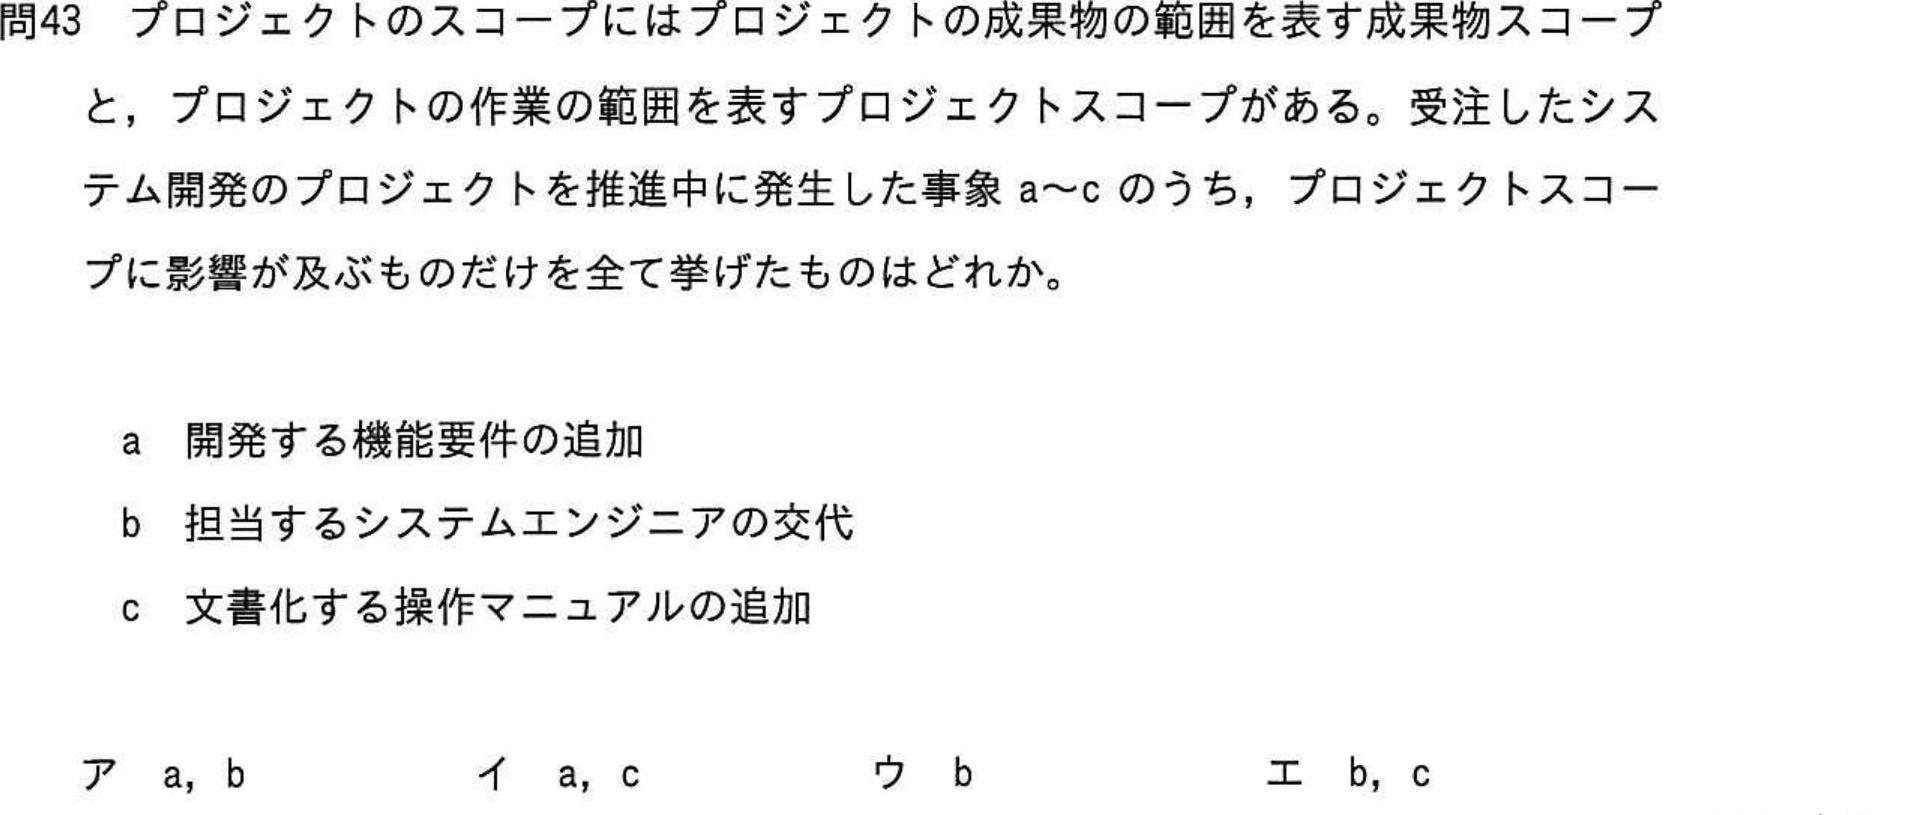 問43 プロジェクトのスコープにはプロジェクトの成果物の範囲を表す成果物スコープ
と，プロジェクトの作業の範囲を表すプロジェクトスコープがある。受注したシス
テム開発のプロジェクトを推進中に発生した事象 a～c のうち，プロジェクトスコー
プに影響が及ぶものだけを全て挙げたものはどれか。
a 開発する機能要件の追加
b 担当するシステムエンジニアの交代
c 文書化する操作マニュアルの追加
ア a，b イ a，c ウ b エ b，c